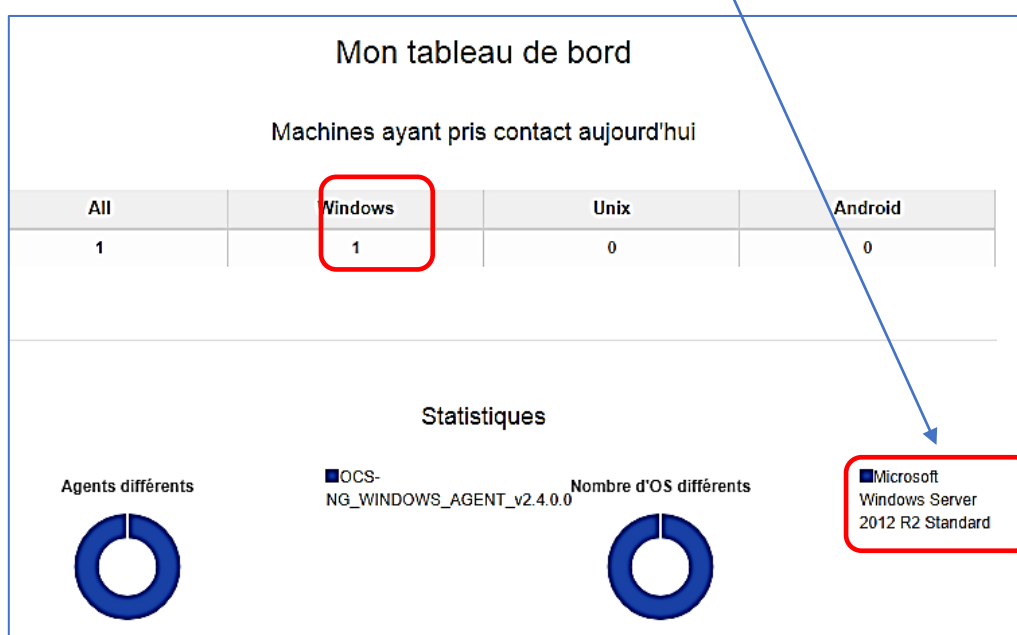 Mon tableau de bord
Machines ayant pris contact aujourd'hui
All Windows Unix Android
1 1 0 0
Statistiques
Agents différents
OCS-
NG_WINDOWS_AGENT_v2.4.0.0
Nombre d'OS différents
Microsoft
Windows Server
2012 R2 Standard